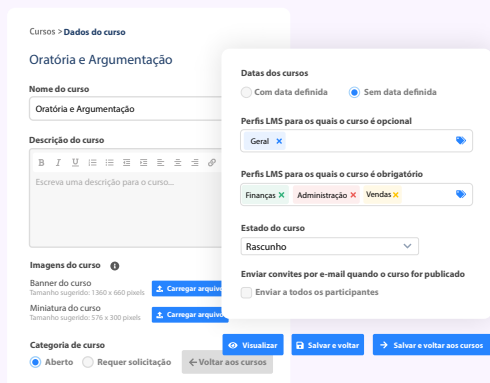 Cursos > Dados do curso
Oratória e Argumentação
Nome do curso
Oratória e Argumentação
Descrição do curso
B I U
Escreva uma descrição para o curso...
Imagens do curso
Banner do curso
Tamanho sugerido: 1360 x 660 pixels
Carregar arquivo
Miniatura do curso
Tamanho sugerido: 576 x 300 pixels
Carregar arquivo
Categoria de curso
Aberto Requer solicitação
Voltar aos cursos
Datas dos cursos
Com data definida Sem data definida
Perfis LMS para os quais o curso é opcional
Geral ×
Perfis LMS para os quais o curso é obrigatório
Finanças × Administração × Vendas ×
Estado do curso
Rascunho
Enviar convites por e-mail quando o curso for publicado
Enviar a todos os participantes
Visualizar Salvar e voltar Salvar e voltar aos cursos